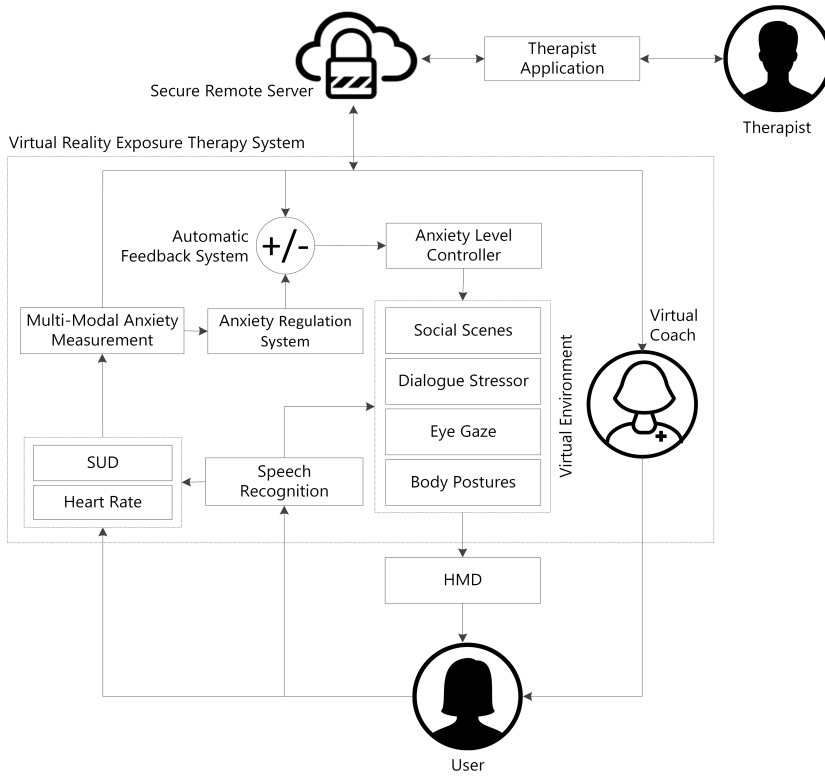 Therapist
Application
Secure Remote Server
Therapist
Virtual Reality Exposure Therapy System
Automatic
Feedback System
+/-
Anxiety Level
Controller
Multi-Modal Anxiety
Measurement
Anxiety Regulation
System
Social Scenes
Dialogue Stressor
Eye Gaze
Body Postures
Virtual Environment
Virtual
Coach
SUD
Heart Rate
Speech
Recognition
HMD
User